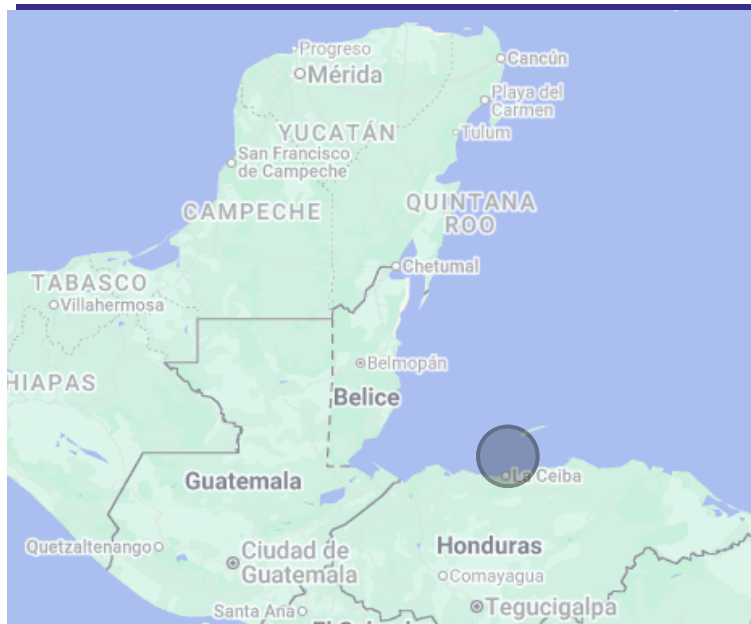 Progreso
Mérida
Cancún
Playa del
Carmen
YUCATÁN
Tulum
San Francisco
de Campeche
CAMPECHE
QUINTANA
ROO
Chetumal
TABASCO
Villahermosa
Belmopán
HIAPAS
Belice
La Ceiba
Guatemala
Quetzaltenango
Ciudad de
Guatemala
Honduras
Comayagua
Santa Ana
Tegucigalpa